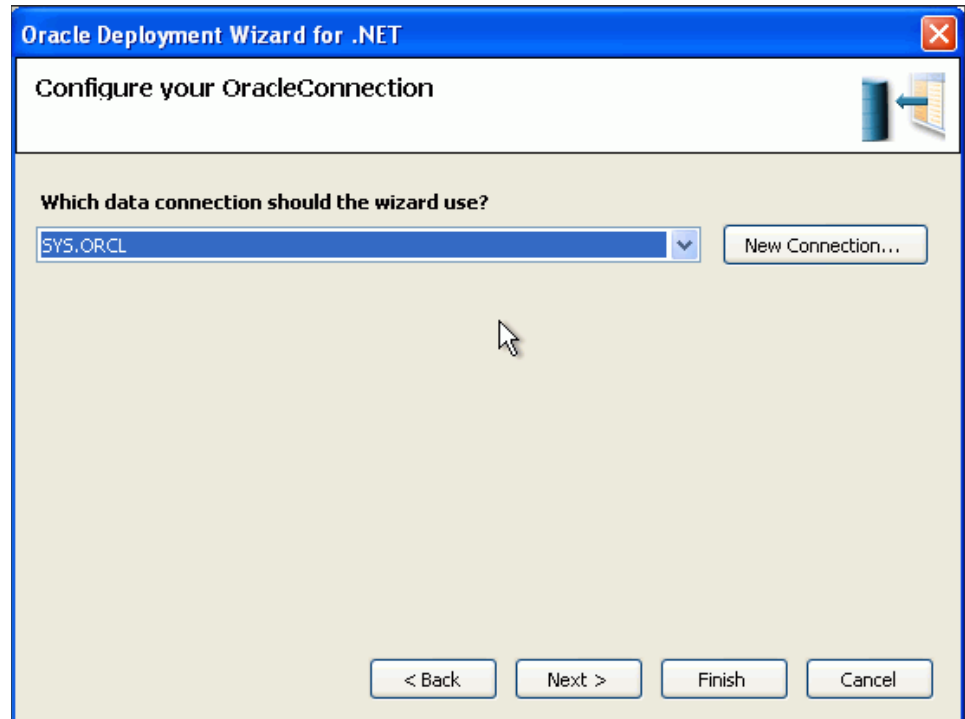 Oracle Deployment Wizard for .NET
Configure your OracleConnection
Which data connection should the wizard use?
SYS.ORCL
New Connection...
< Back
Next >
Finish
Cancel